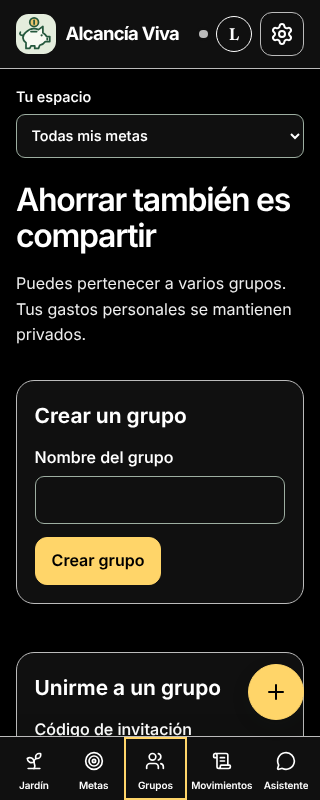 Alcancía Viva
L
Tu espacio
Todas mis metas
Ahorrar también es
compartir
Puedes pertenecer a varios grupos.
Tus gastos personales se mantienen
privados.
Crear un grupo
Nombre del grupo
Crear grupo
Unirme a un grupo
Código de invitación
Jardín
Metas
Grupos
Movimientos
Asistente